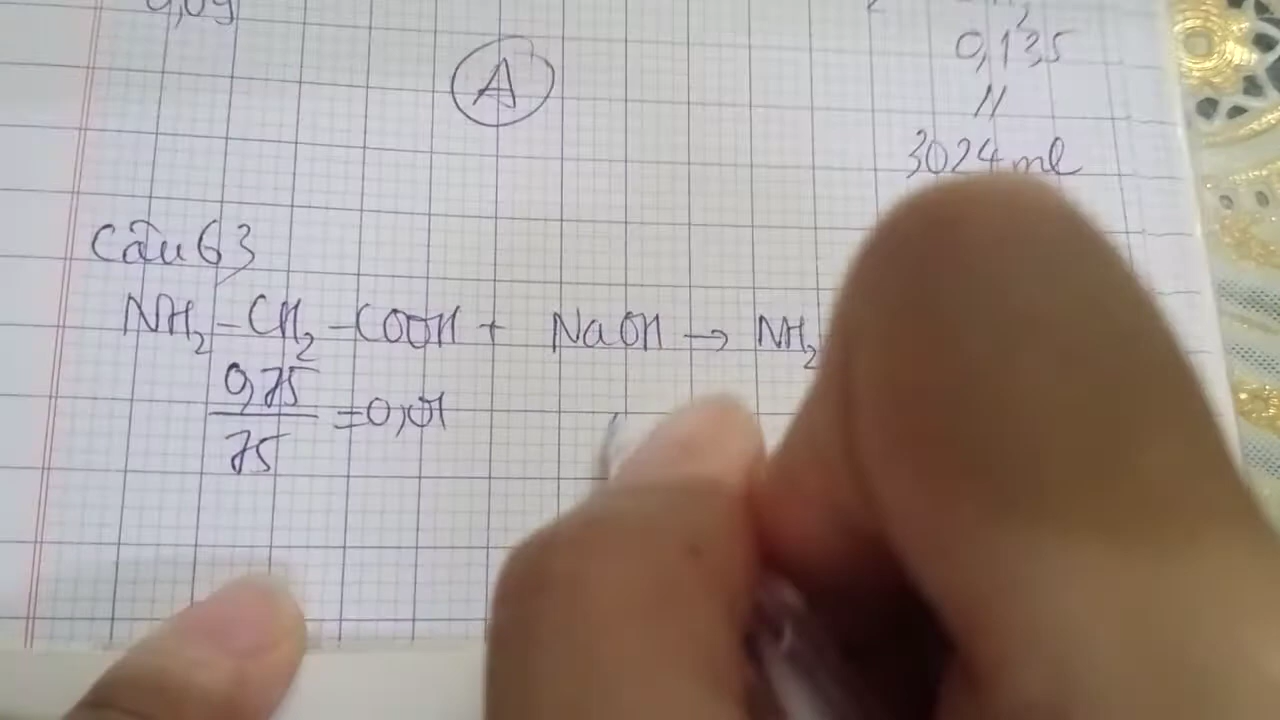 A
0,135
//
3024 ml
Câu 63
NH₂-CH₂-COOH + NaOH → NH₂
0,75
75
=0,01